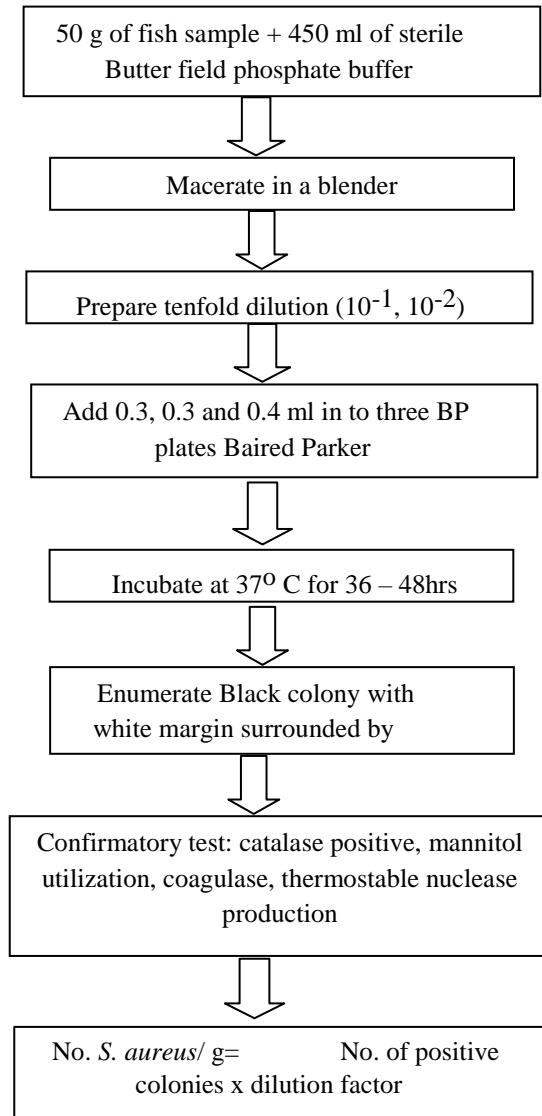 50 g of fish sample + 450 ml of sterile
Butter field phosphate buffer
Macerate in a blender
Prepare tenfold dilution (10⁻¹, 10⁻²)
Add 0.3, 0.3 and 0.4 ml in to three BP
plates Baired Parker
Incubate at 37⁰ C for 36 – 48hrs
Enumerate Black colony with
white margin surrounded by
Confirmatory test: catalase positive, mannitol
utilization, coagulase, thermostable nuclease
production
No. S. aureus/ g= No. of positive
colonies x dilution factor